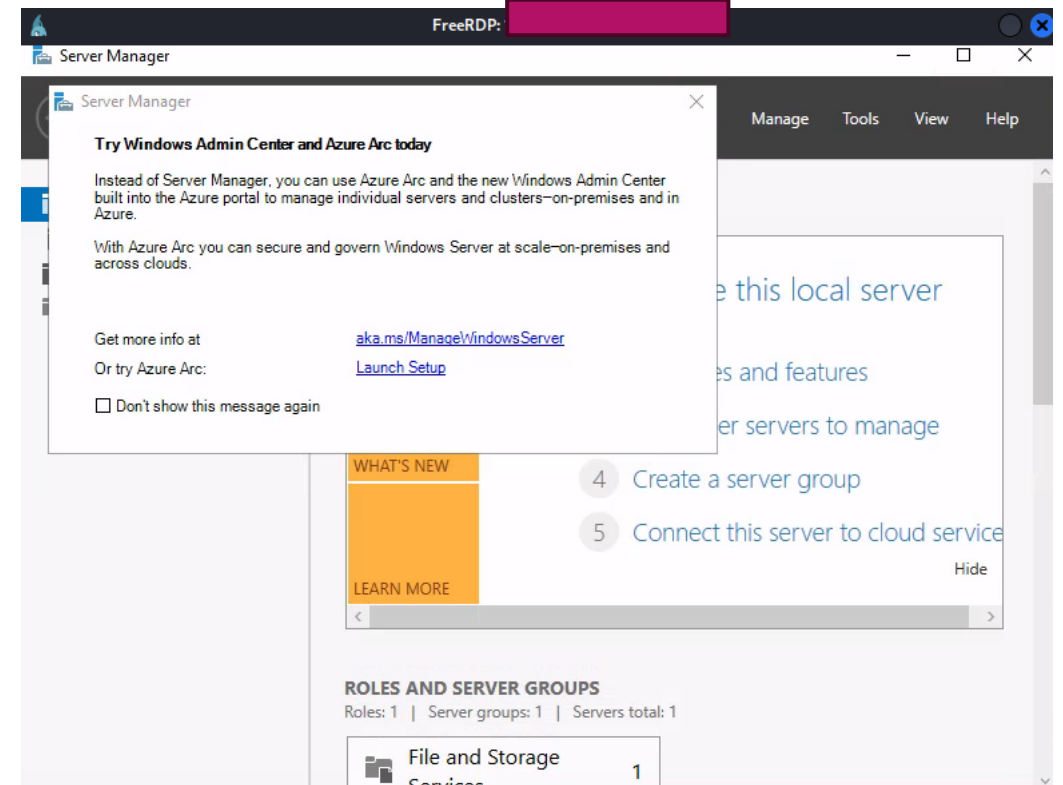 FreeRDP:
Server Manager
Server Manager
Manage Tools View Help
Try Windows Admin Center and Azure Arc today
Instead of Server Manager, you can use Azure Arc and the new Windows Admin Center
built into the Azure portal to manage individual servers and clusters—on-premises and in
Azure.
With Azure Arc you can secure and govern Windows Server at scale—on-premises and
across clouds.
Get more info at aka.ms/ManageWindowsServer
Or try Azure Arc: Launch Setup
Don't show this message again
this local server
and features
servers to manage
WHAT'S NEW
4 Create a server group
5 Connect this server to cloud service
Hide
LEARN MORE
ROLES AND SERVER GROUPS
Roles: 1 | Server groups: 1 | Servers total: 1
File and Storage
Services
1